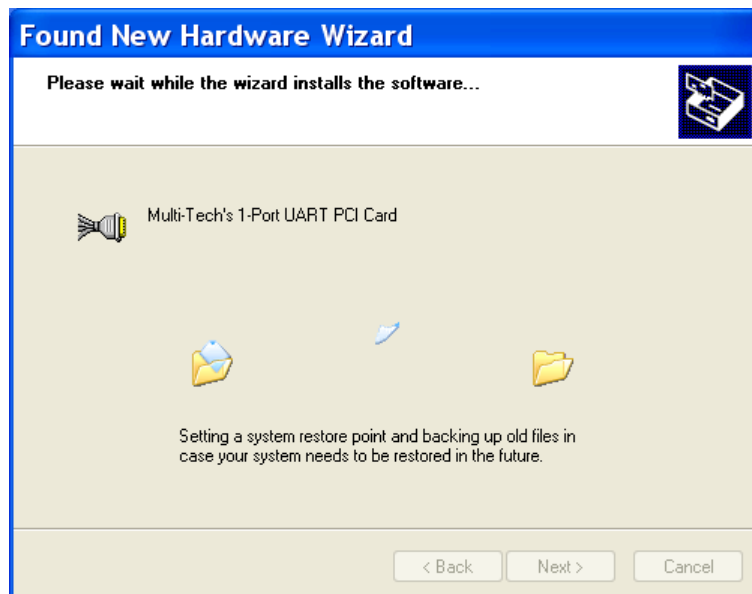 Found New Hardware Wizard
Please wait while the wizard installs the software...
Multi-Tech's 1-Port UART PCI Card
Setting a system restore point and backing up old files in
case your system needs to be restored in the future.
< Back
Next >
Cancel